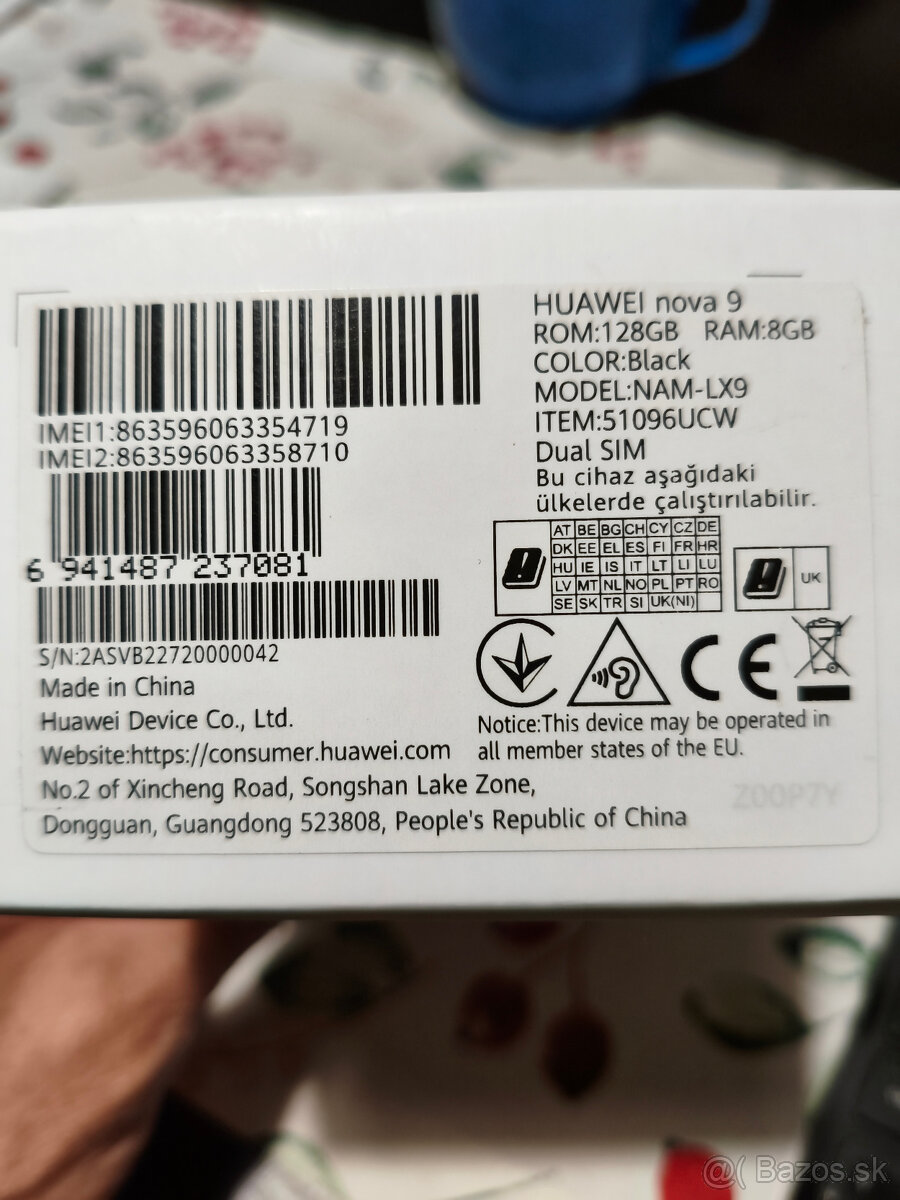 HUAWEI nova 9
ROM:128GB RAM:8GB
COLOR:Black
MODEL:NAM-LX9
ITEM:51096UCW
Dual SIM
Bu cihaz aşağıdaki
ülkelerde çalıştırılabilir.
IMEI1:863596063354719
IMEI2:863596063358710
6 941487 237081
S/N:2ASVB22720000042
Made in China
Huawei Device Co., Ltd.
Website:https://consumer.huawei.com
No.2 of Xincheng Road, Songshan Lake Zone,
Dongguan, Guangdong 523808, People's Republic of China
AT BE BG CH CY CZ DE
DK EE EL ES FI FR HR
HU IE IS IT LT LI LU
LV MT NL NO PL PT RO
SE SK TR SI UK(NI)
UK
CE
Notice:This device may be operated in
all member states of the EU.
Z00P7Y
@( Bazos.sk